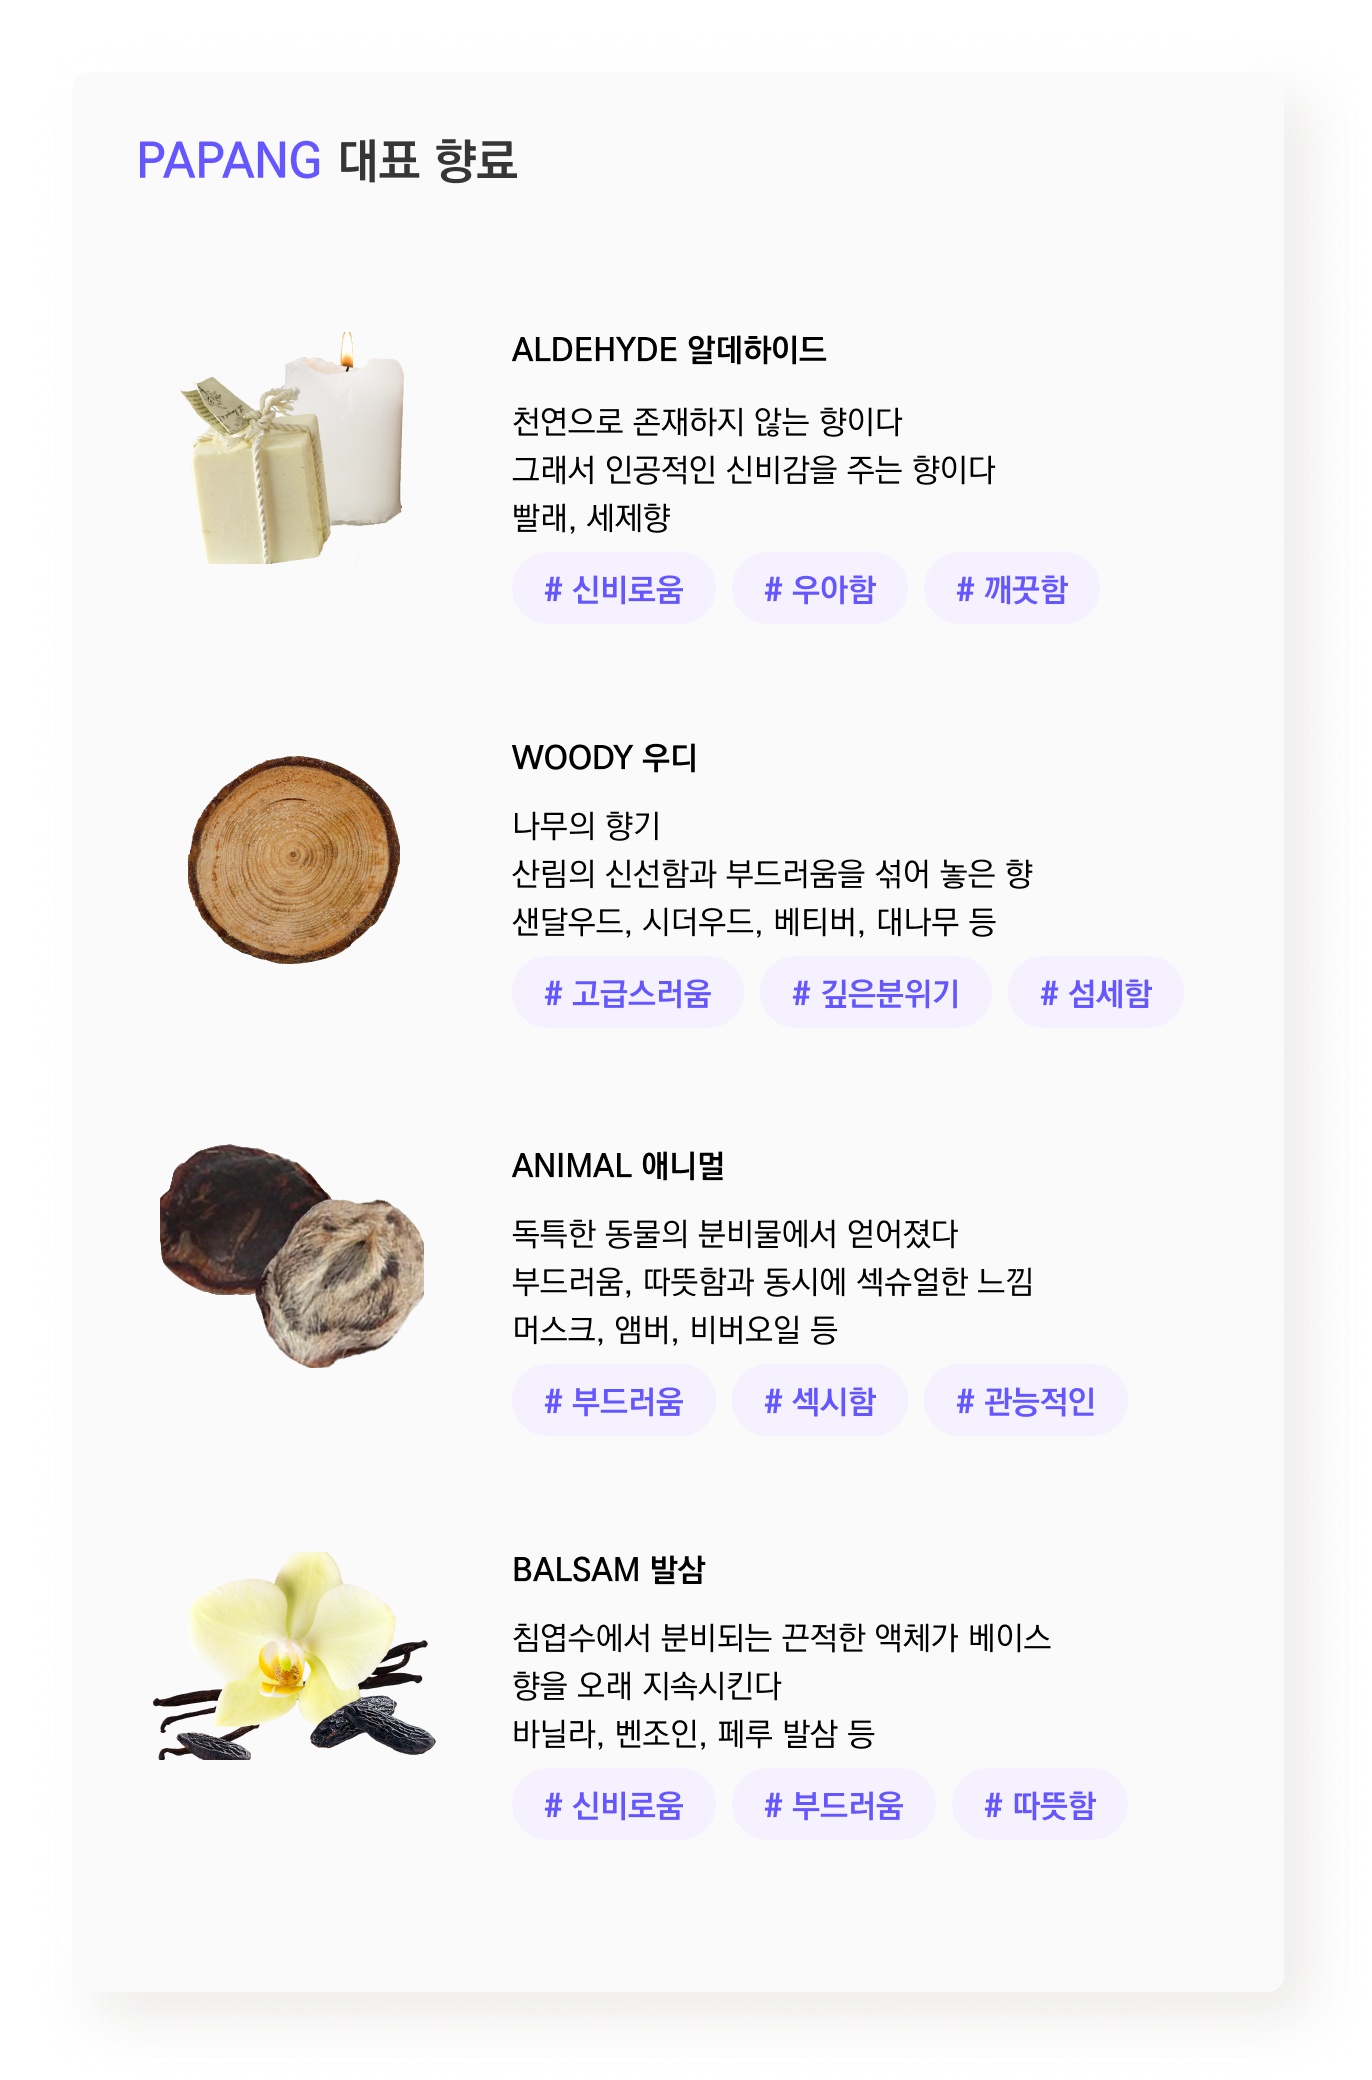 PAPANG 대표 향료
ALDEHYDE 알데하이드
천연으로 존재하지 않는 향이다
그래서 인공적인 신비감을 주는 향이다
빨래, 세제향
# 신비로움 # 우아함 # 깨끗함
WOODY 우디
나무의 향기
산림의 신선함과 부드러움을 섞어 놓은 향
샌달우드, 시더우드, 베티버, 대나무 등
# 고급스러움 # 깊은분위기 # 섬세함
ANIMAL 애니멀
독특한 동물의 분비물에서 얻어졌다
부드러움, 따뜻함과 동시에 섹슈얼한 느낌
머스크, 앰버, 비버오일 등
# 부드러움 # 섹시함 # 관능적인
BALSAM 발삼
침엽수에서 분비되는 끈적한 액체가 베이스
향을 오래 지속시킨다
바닐라, 벤조인, 페루 발삼 등
# 신비로움 # 부드러움 # 따뜻함